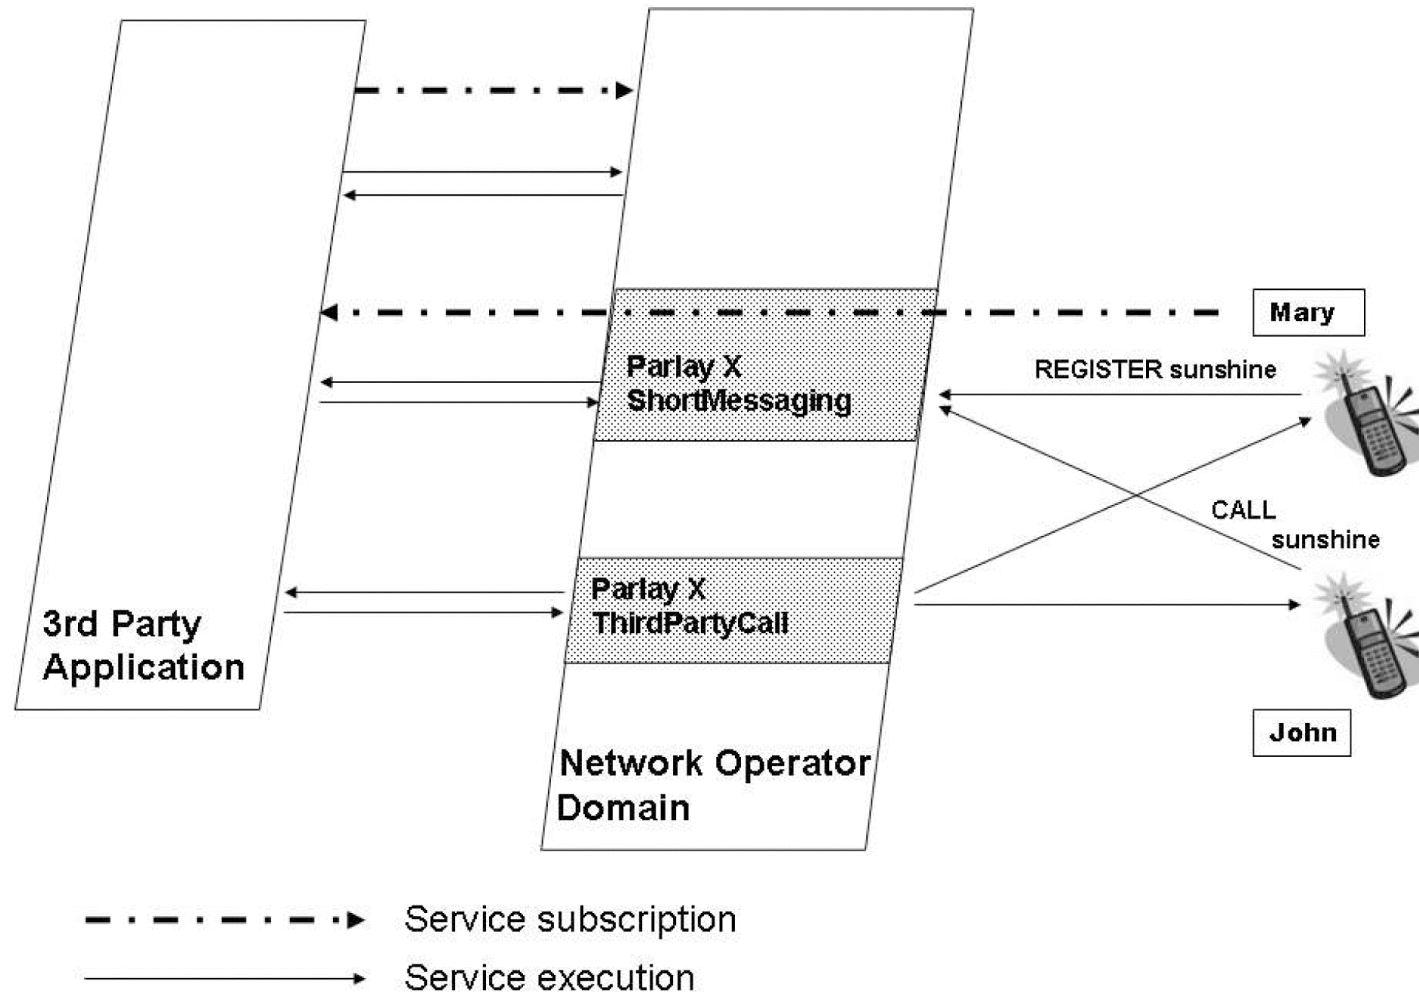 Mary
Parlay X
ShortMessaging
REGISTER sunshine
CALL
sunshine
Parlay X
ThirdPartyCall
3rd Party
Application
John
Network Operator
Domain
Service subscription
Service execution